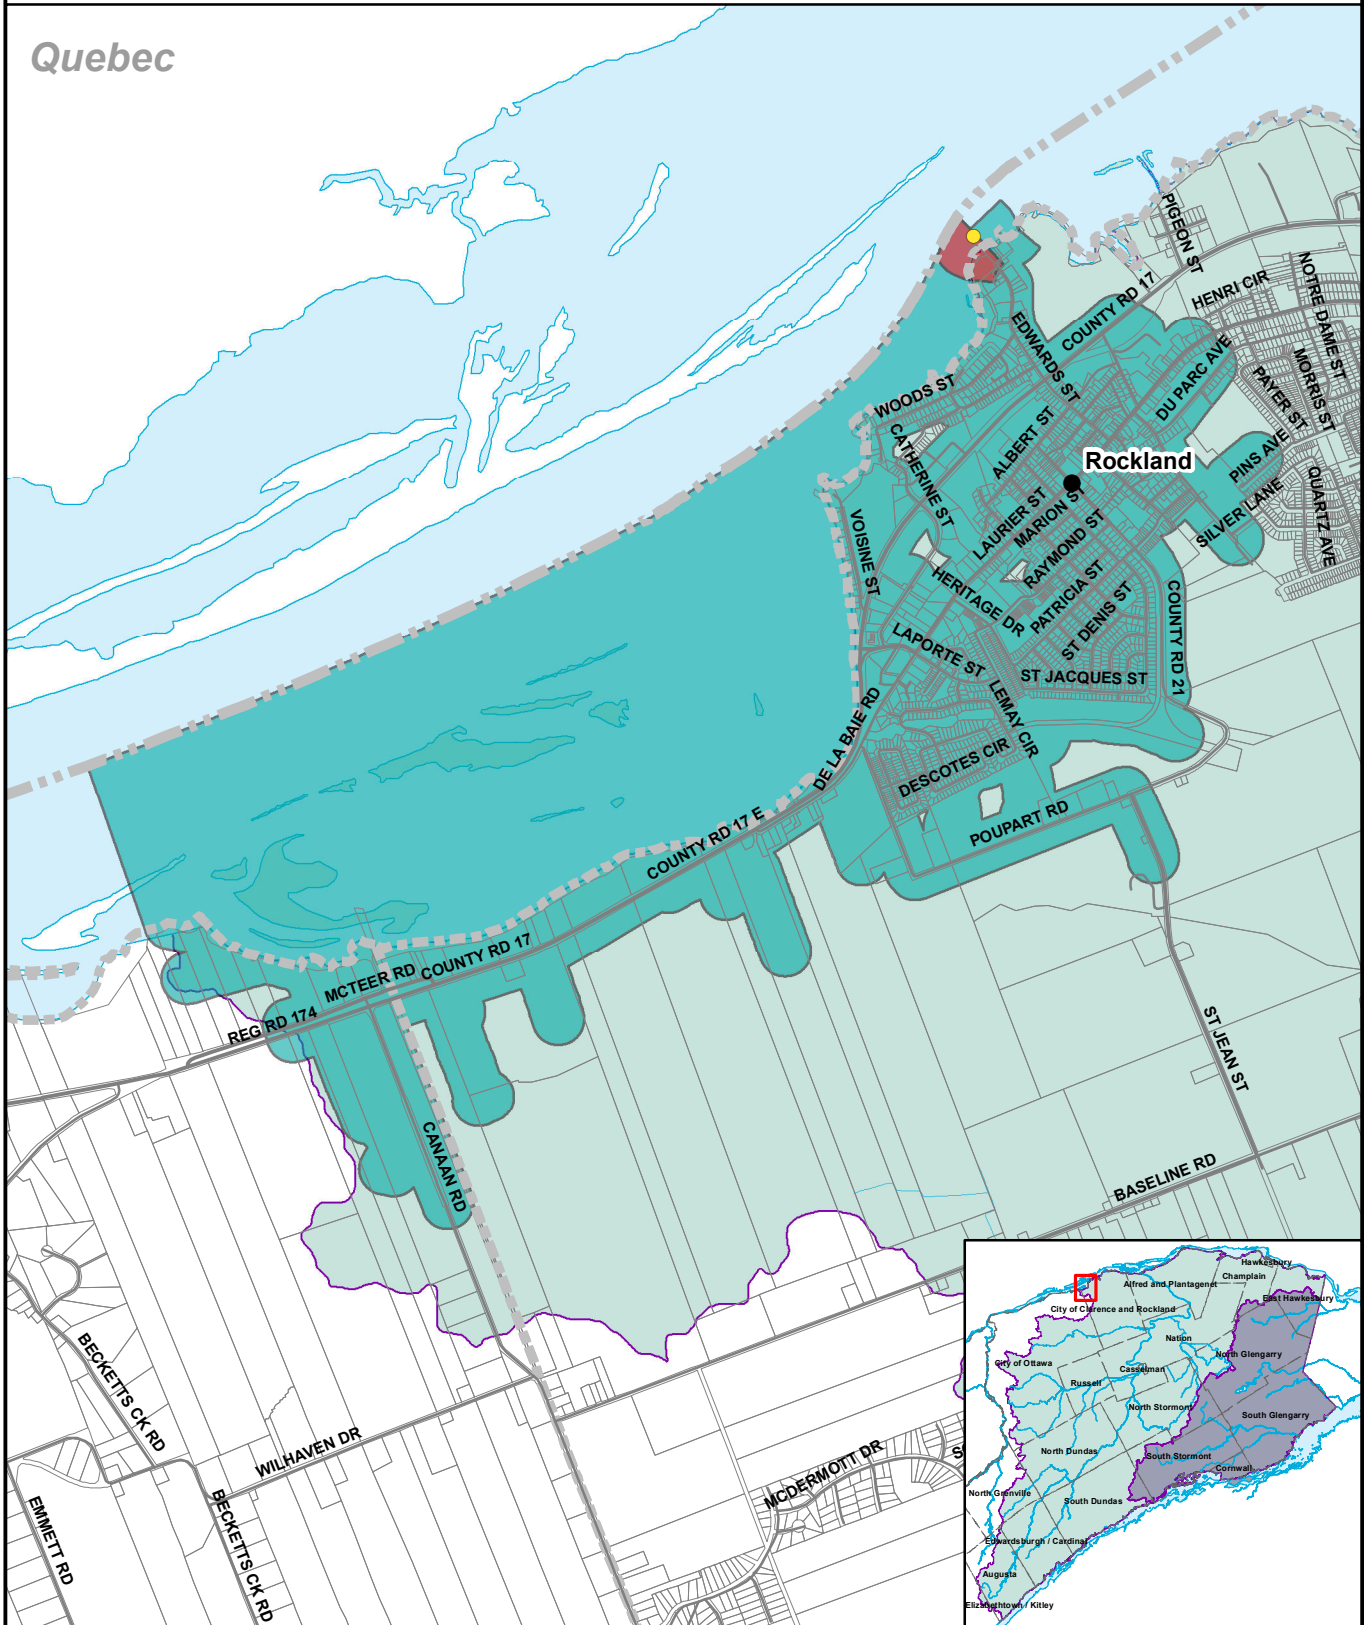 Quebec
PIGEON ST
COUNTY RD 17
HENRI CIR
NOTRE DAME ST
EDWARDS ST
DU PARC AVE
MORRIS ST
PAYER ST
WOODS ST
ALBERT ST
CATHERINE ST
Rockland
PINS AVE
QUARTZ AVE
SILVER LANE
LAURIER ST
MARION ST
VOISINE ST
RAYMOND ST
HERITAGE DR
PATRICIA ST
ST DENIS ST
COUNTY RD 21
LAPORTE ST
ST JACQUES ST
LEMAY CIR
DE LA BAIE RD
DESCOTES CIR
POUPART RD
COUNTY RD 17 E
COUNTY RD 17
MCTEER RD
REG RD 174
ST JEAN ST
CANAAN RD
BASELINE RD
BECKETTS CK RD
WILHAVEN DR
MCDERMOTT DR
EMMETT RD
BECKETTS CK RD
Hawkesbury
Champlain
Alfred and Plantagenet
East Hawkesbury
City of Clarence and Rockland
Nation
North Glengarry
City of Ottawa
Casselman
Russell
North Stormont
South Glengarry
North Dundas
South Stormont
Cornwall
North Grenville
South Dundas
Edwardsburgh / Cardinal
Augusta
Elizabethtown / Kitley